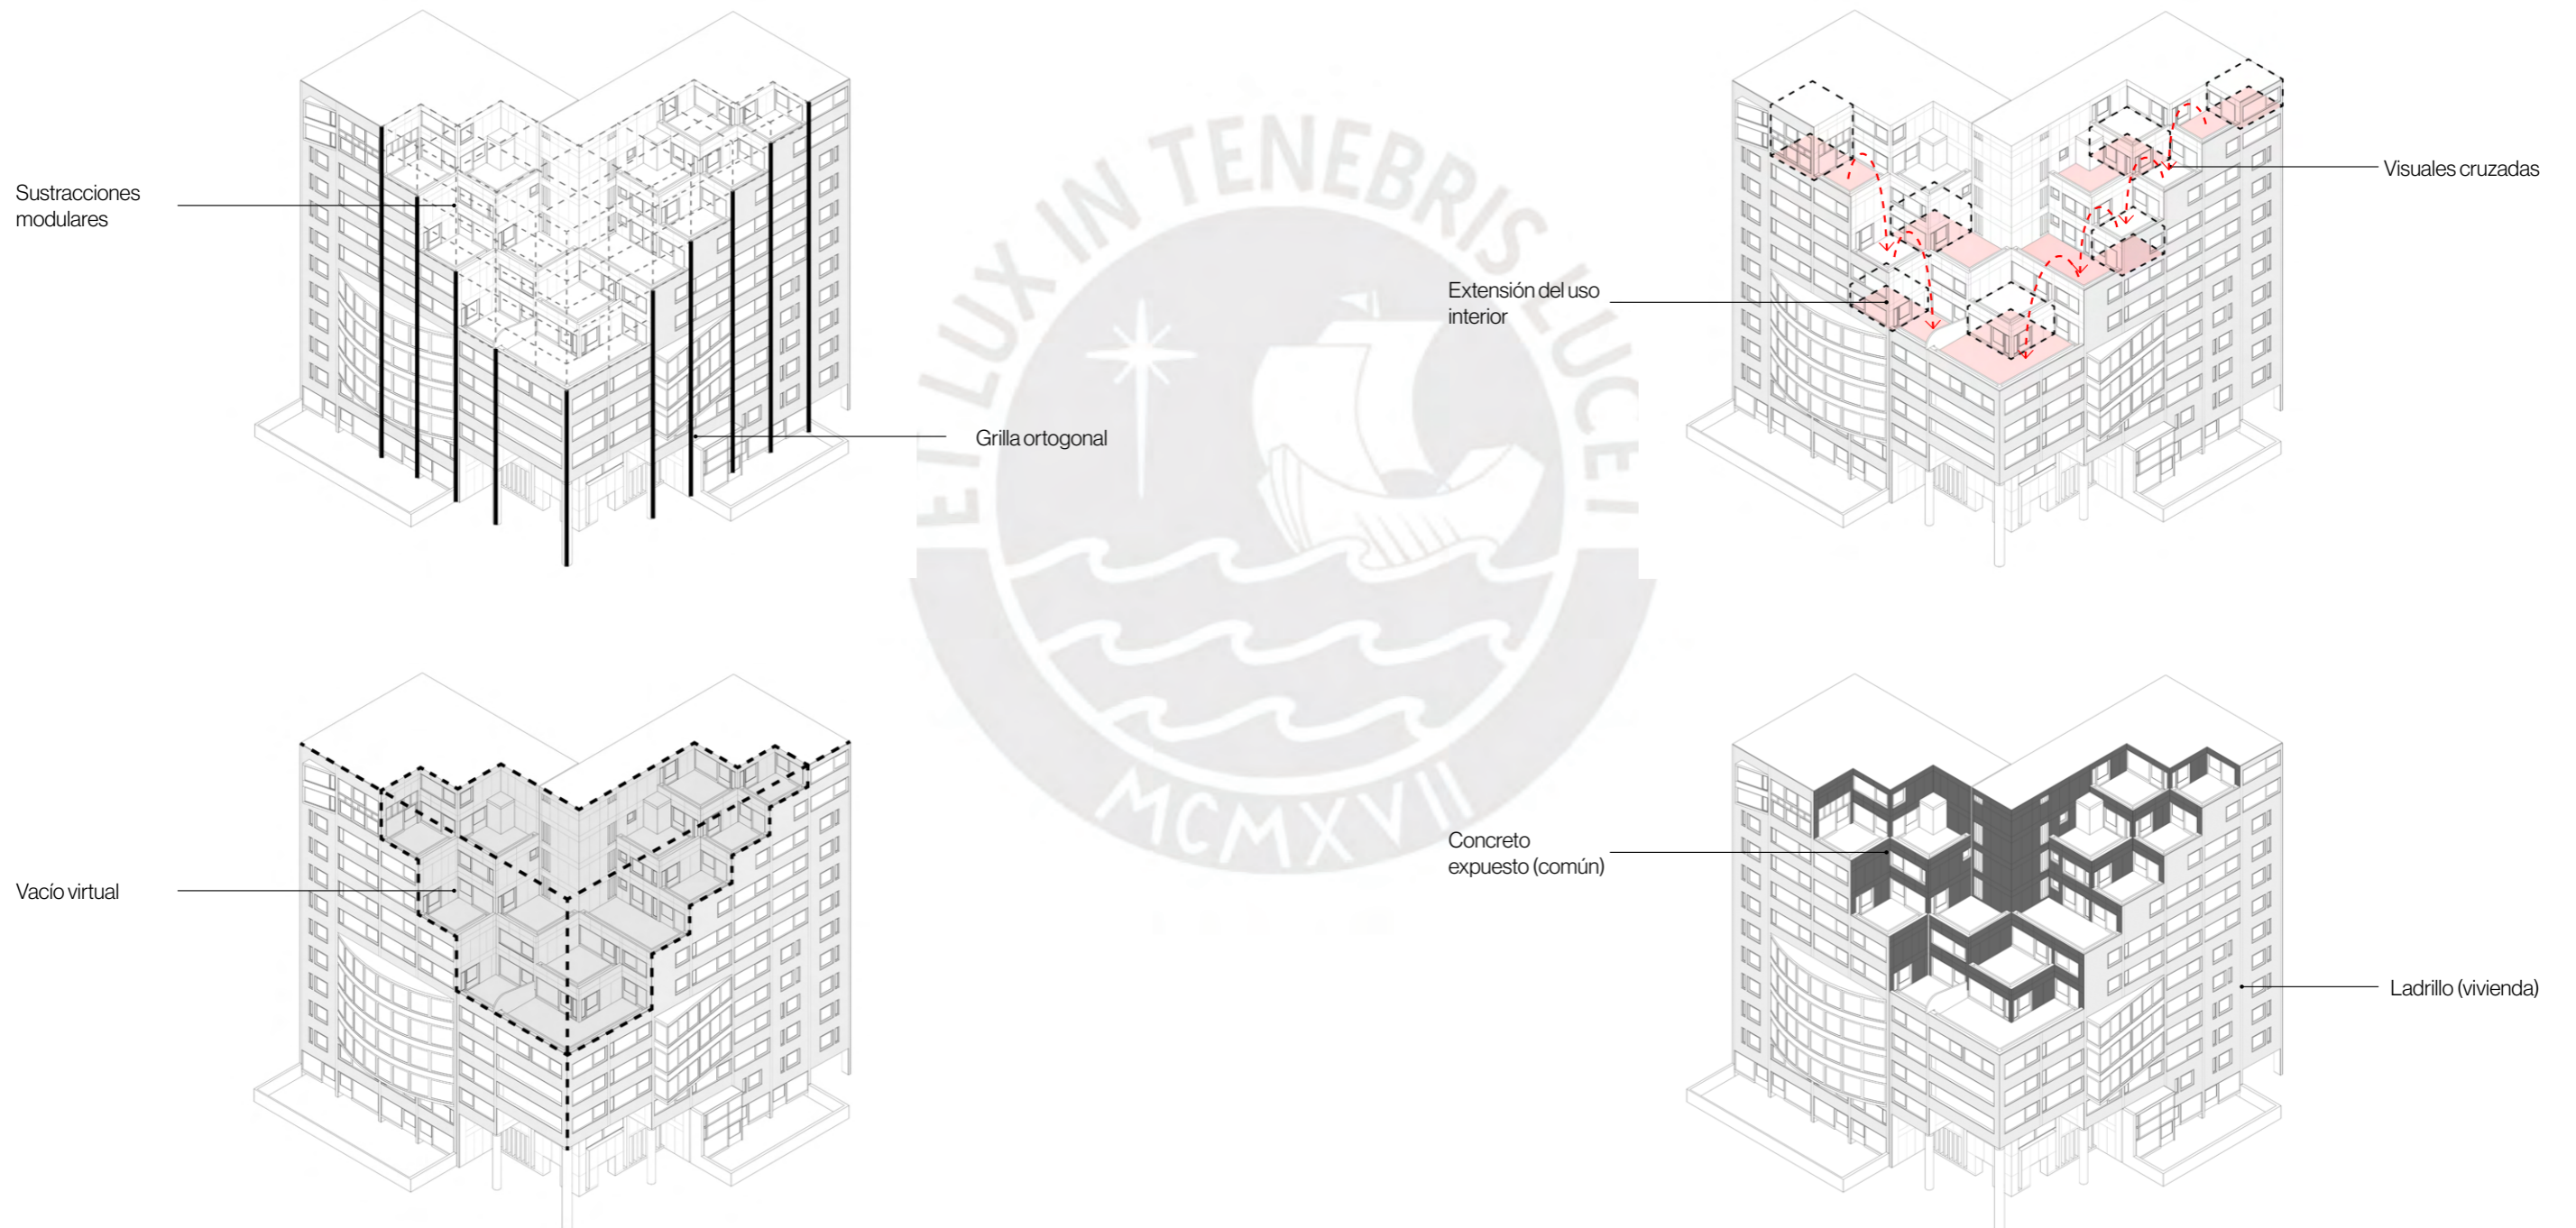 Sustracciones
modulares
Grilla ortogonal
Visuales cruzadas
Extensión del uso
interior
ET LUX IN TENEBRIS LUCET
MCMXVII
Vacío virtual
Concreto
expuesto (común)
Ladrillo (vivienda)